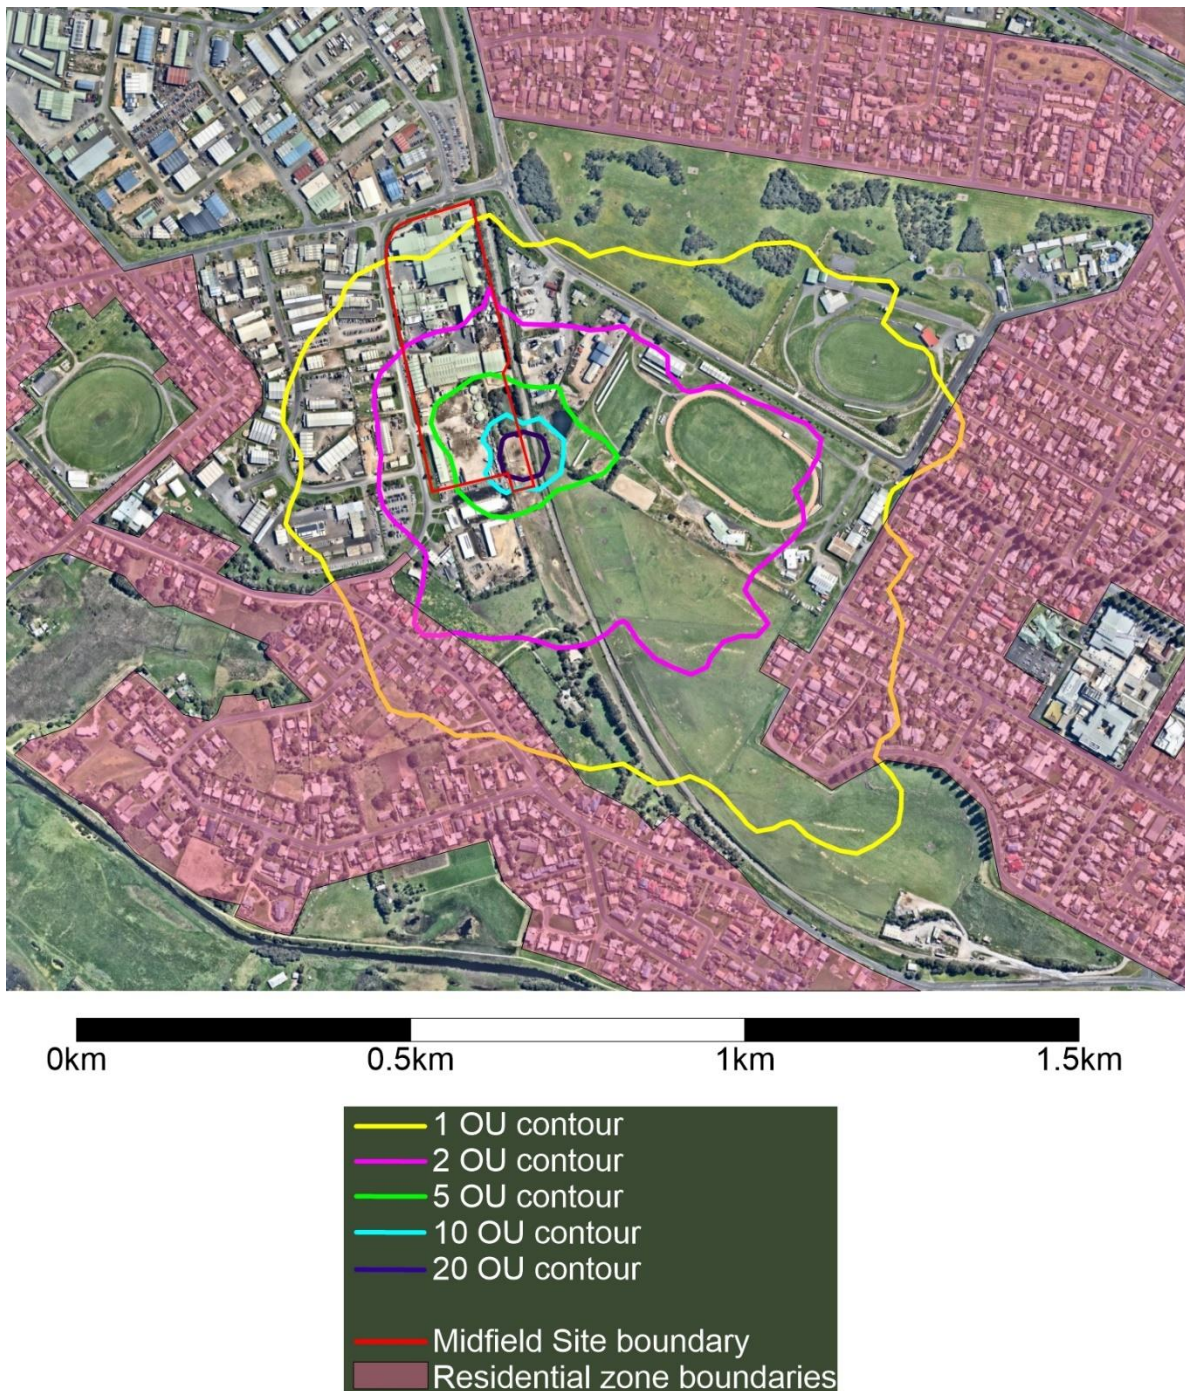 0km 0.5km 1km 1.5km
1 OU contour
2 OU contour
5 OU contour
10 OU contour
20 OU contour
Midfield Site boundary
Residential zone boundaries